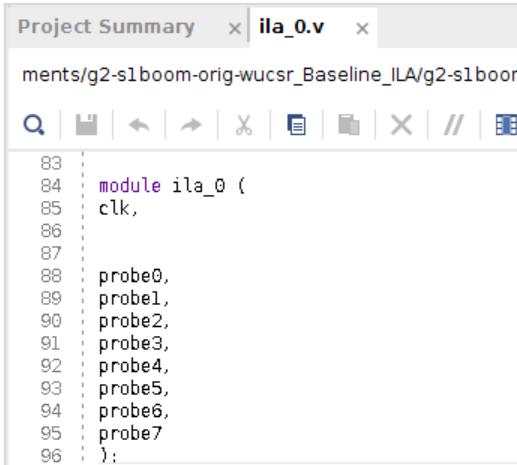 Project Summary × ila_0.v ×
ments/g2-s1boom-orig-wucsr_Baseline_ILA/g2-s1boom
83
84 module ila_0 (
85 clk,
86
87
88 probe0,
89 probe1,
90 probe2,
91 probe3,
92 probe4,
93 probe5,
94 probe6,
95 probe7
96 );